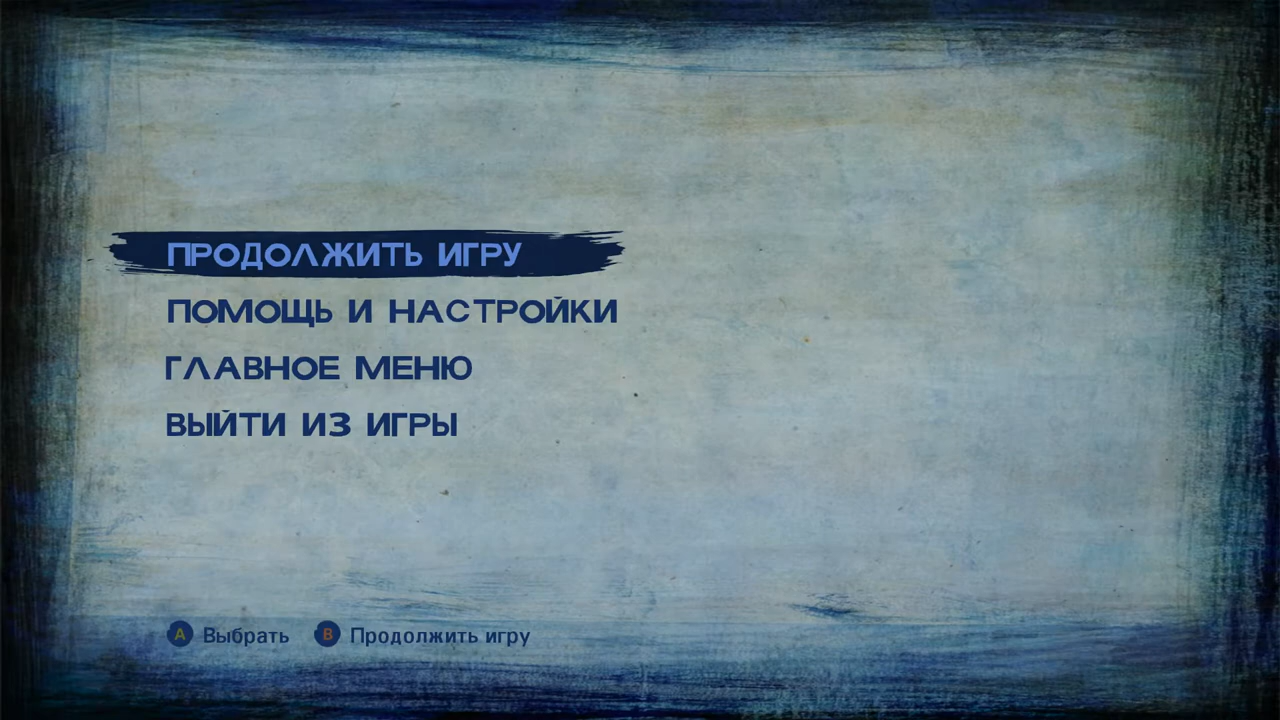 ПРОДОЛЖИТЬ ИГРУ
ПОМОЩЬ И НАСТРОЙКИ
ГЛАВНОЕ МЕНЮ
ВЫЙТИ ИЗ ИГРЫ
A Выбрать B Продолжить игру